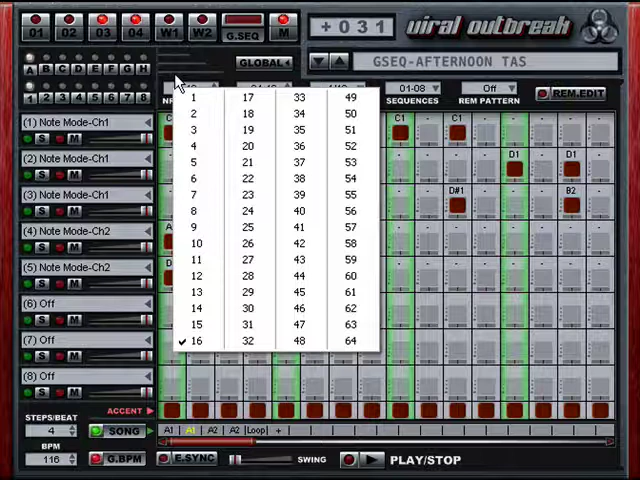 01 02 03 04 W1 W2 G.SEQ M +031 viral outbreak
A B C D E F G H GLOBAL GSEQ-AFTERNOON TAS
1 2 3 4 5 6 7 8 SEQUENCES 01-08 REM PATTERN Off REM.EDIT
(1) Note Mode-Ch1
S M
(2) Note Mode-Ch1
S M
(3) Note Mode-Ch1
S M
(4) Note Mode-Ch2
S M
(5) Note Mode-Ch2
S M
(6) Off
S M
(7) Off
S M
(8) Off
S M
1 17 33 49
2 18 34 50
3 19 35 51
4 20 36 52
5 21 37 53
6 22 38 54
7 23 39 55
8 24 40 56
9 25 41 57
10 26 42 58
11 27 43 59
12 28 44 60
13 29 45 61
14 30 46 62
15 31 47 63
16 32 48 64
C1 C1
D1 D1
D#1 B2
ACCENT
STEPS/BEAT
4 SONG A1 A1 A2 A2 Loop +
BPM
116 G.BPM E.SYNC SWING PLAY/STOP